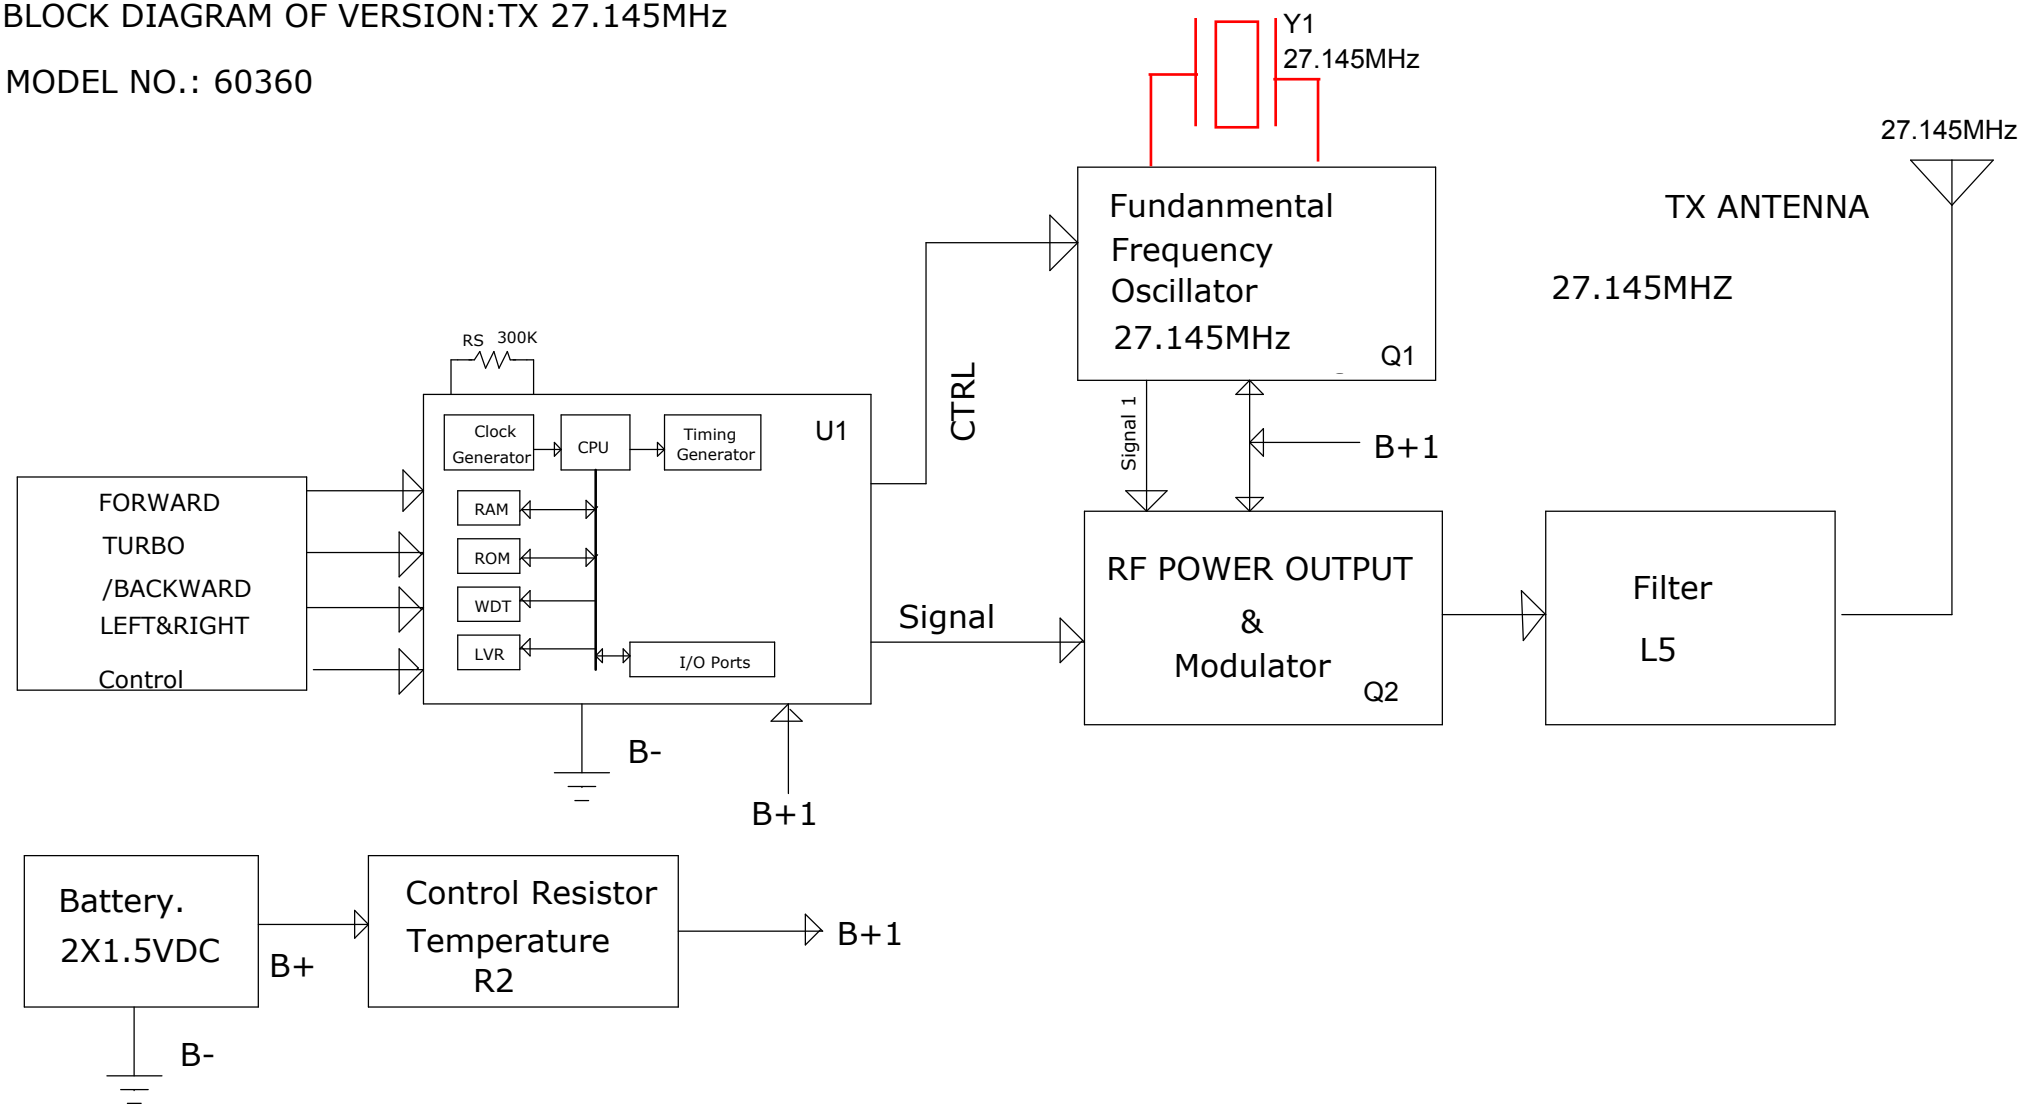 BLOCK DIAGRAM OF VERSION:TX 27.145MHz
MODEL NO.: 60360
Y1
27.145MHz
27.145MHz
TX ANTENNA
27.145MHZ
Fundanmental
Frequency
Oscillator
27.145MHz
Q1
RS 300K
CTRL
Signal 1
B+1
U1
Clock
Generator
CPU
Timing
Generator
RAM
ROM
WDT
LVR
I/O Ports
FORWARD
TURBO
/BACKWARD
LEFT&RIGHT
Control
Signal
RF POWER OUTPUT
&
Modulator
Q2
Filter
L5
B-
B+1
Battery.
2X1.5VDC
B+
Control Resistor
Temperature
R2
B+1
B-